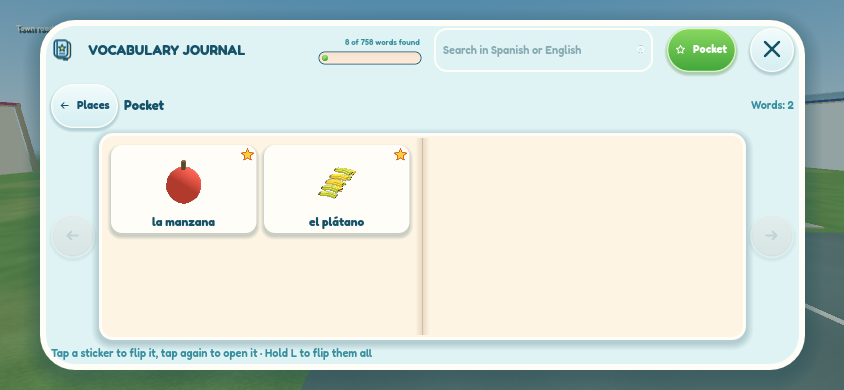 VOCABULARY JOURNAL
8 of 758 words found
Search in Spanish or English
Pocket
Places
Pocket
Words: 2
la manzana
el plátano
Tap a sticker to flip it, tap again to open it · Hold L to flip them all